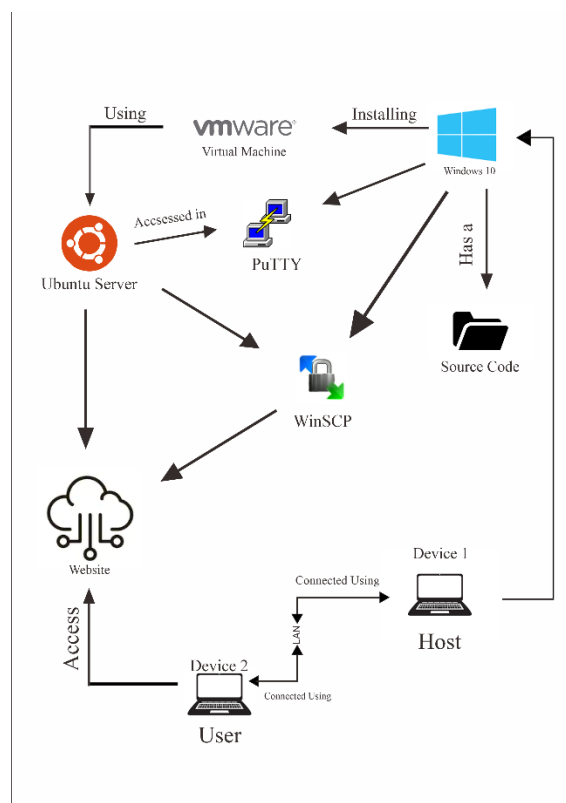 Using
vmware®
Installing
Virtual Machine
Windows 10
Accsessed in
PuTTY
Has a
Ubuntu Server
Source Code
WinSCP
Website
Device 1
Connected Using
LAN
Host
Access
Device 2
Connected Using
User